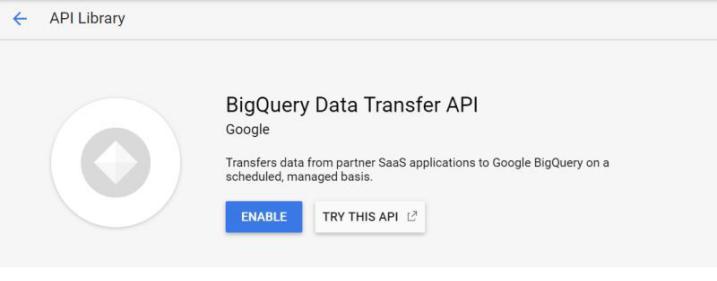 API Library
BigQuery Data Transfer API
Google
Transfers data from partner SaaS applications to Google BigQuery on a
scheduled, managed basis.
ENABLE TRY THIS API